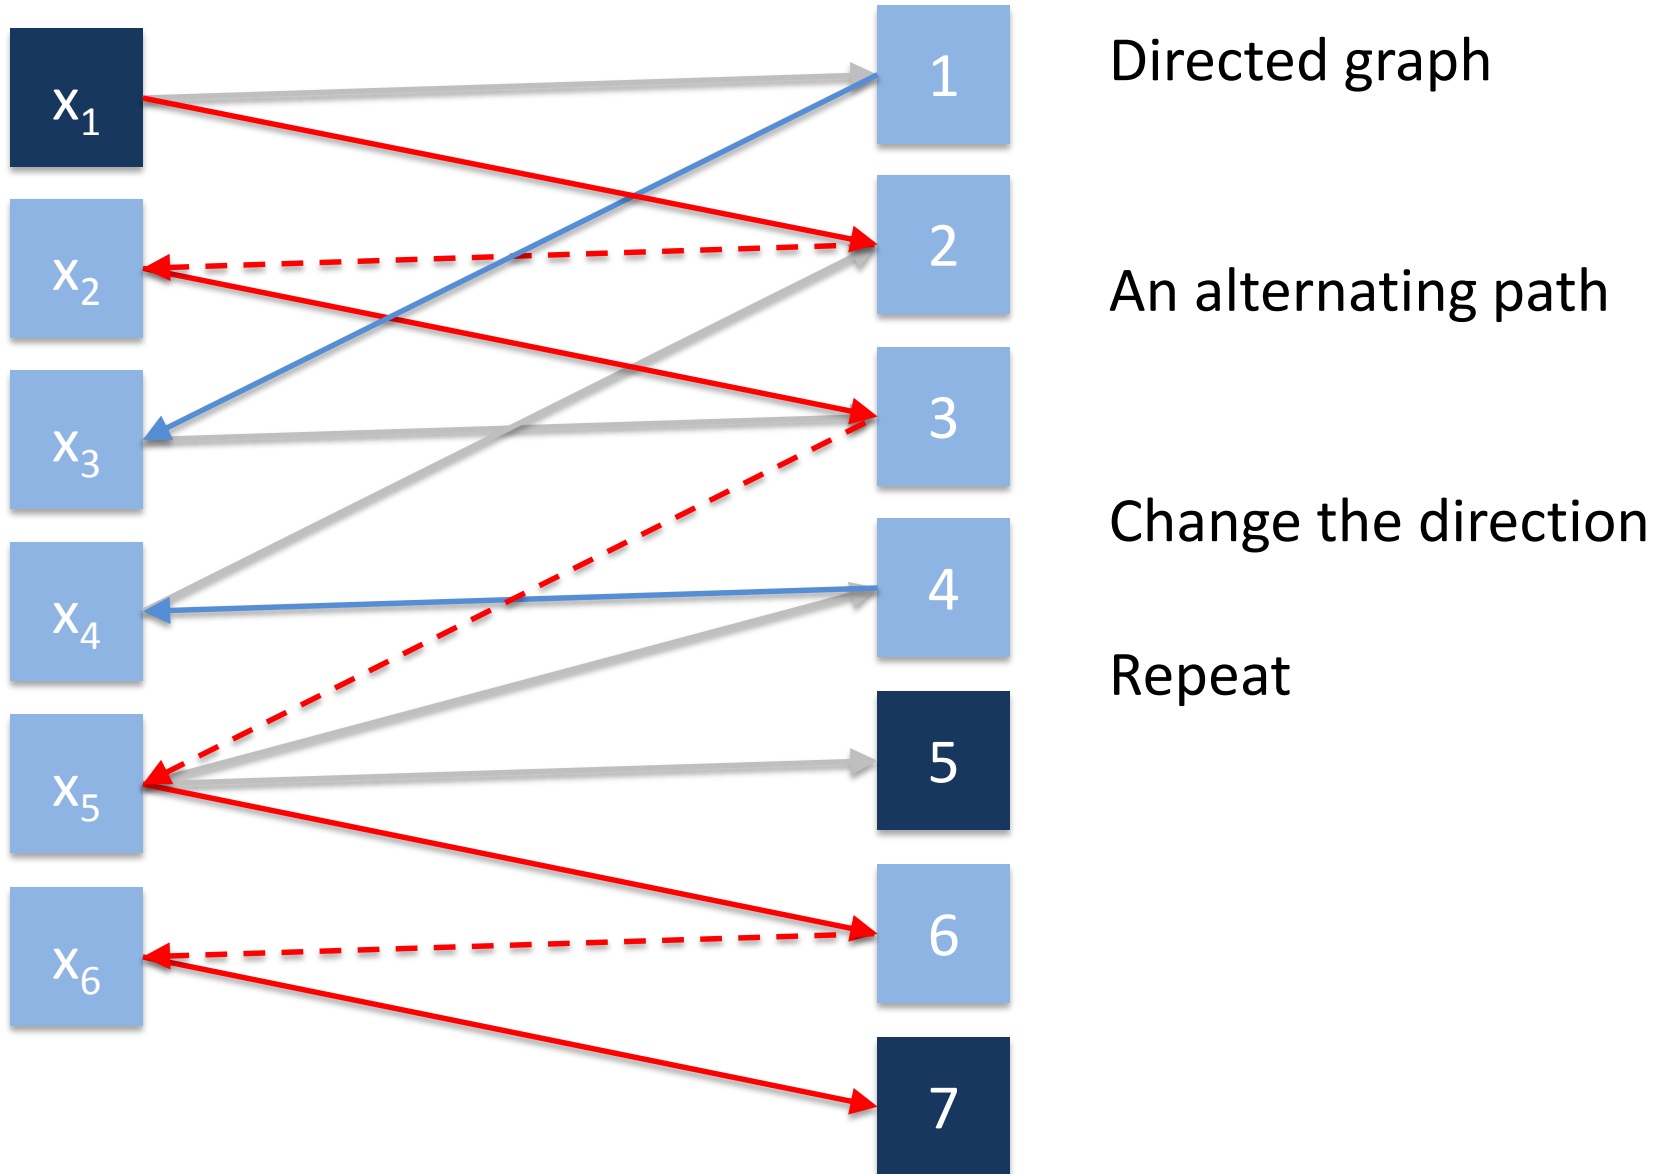 x1
x2
x3
x4
x5
x6
1
2
3
4
5
6
7
Directed graph
An alternating path
Change the direction
Repeat